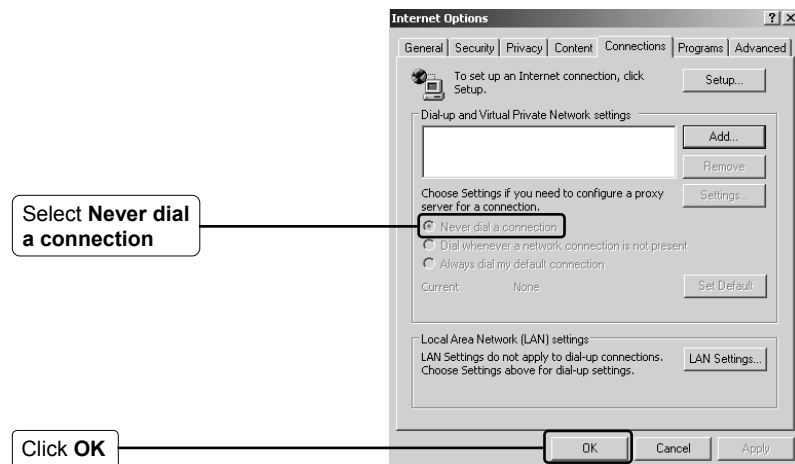 Internet Options
General Security Privacy Content Connections Programs Advanced
To set up an Internet connection, click
Setup.
Setup...
Dial-up and Virtual Private Network settings
Add...
Remove
Choose Settings if you need to configure a proxy
server for a connection.
Settings...
Select Never dial
a connection
Never dial a connection
Dial whenever a network connection is not present
Always dial my default connection
Current None
Set Default
Local Area Network (LAN) settings
LAN Settings do not apply to dial-up connections.
Choose Settings above for dial-up settings.
LAN Settings...
Click OK
OK Cancel Apply